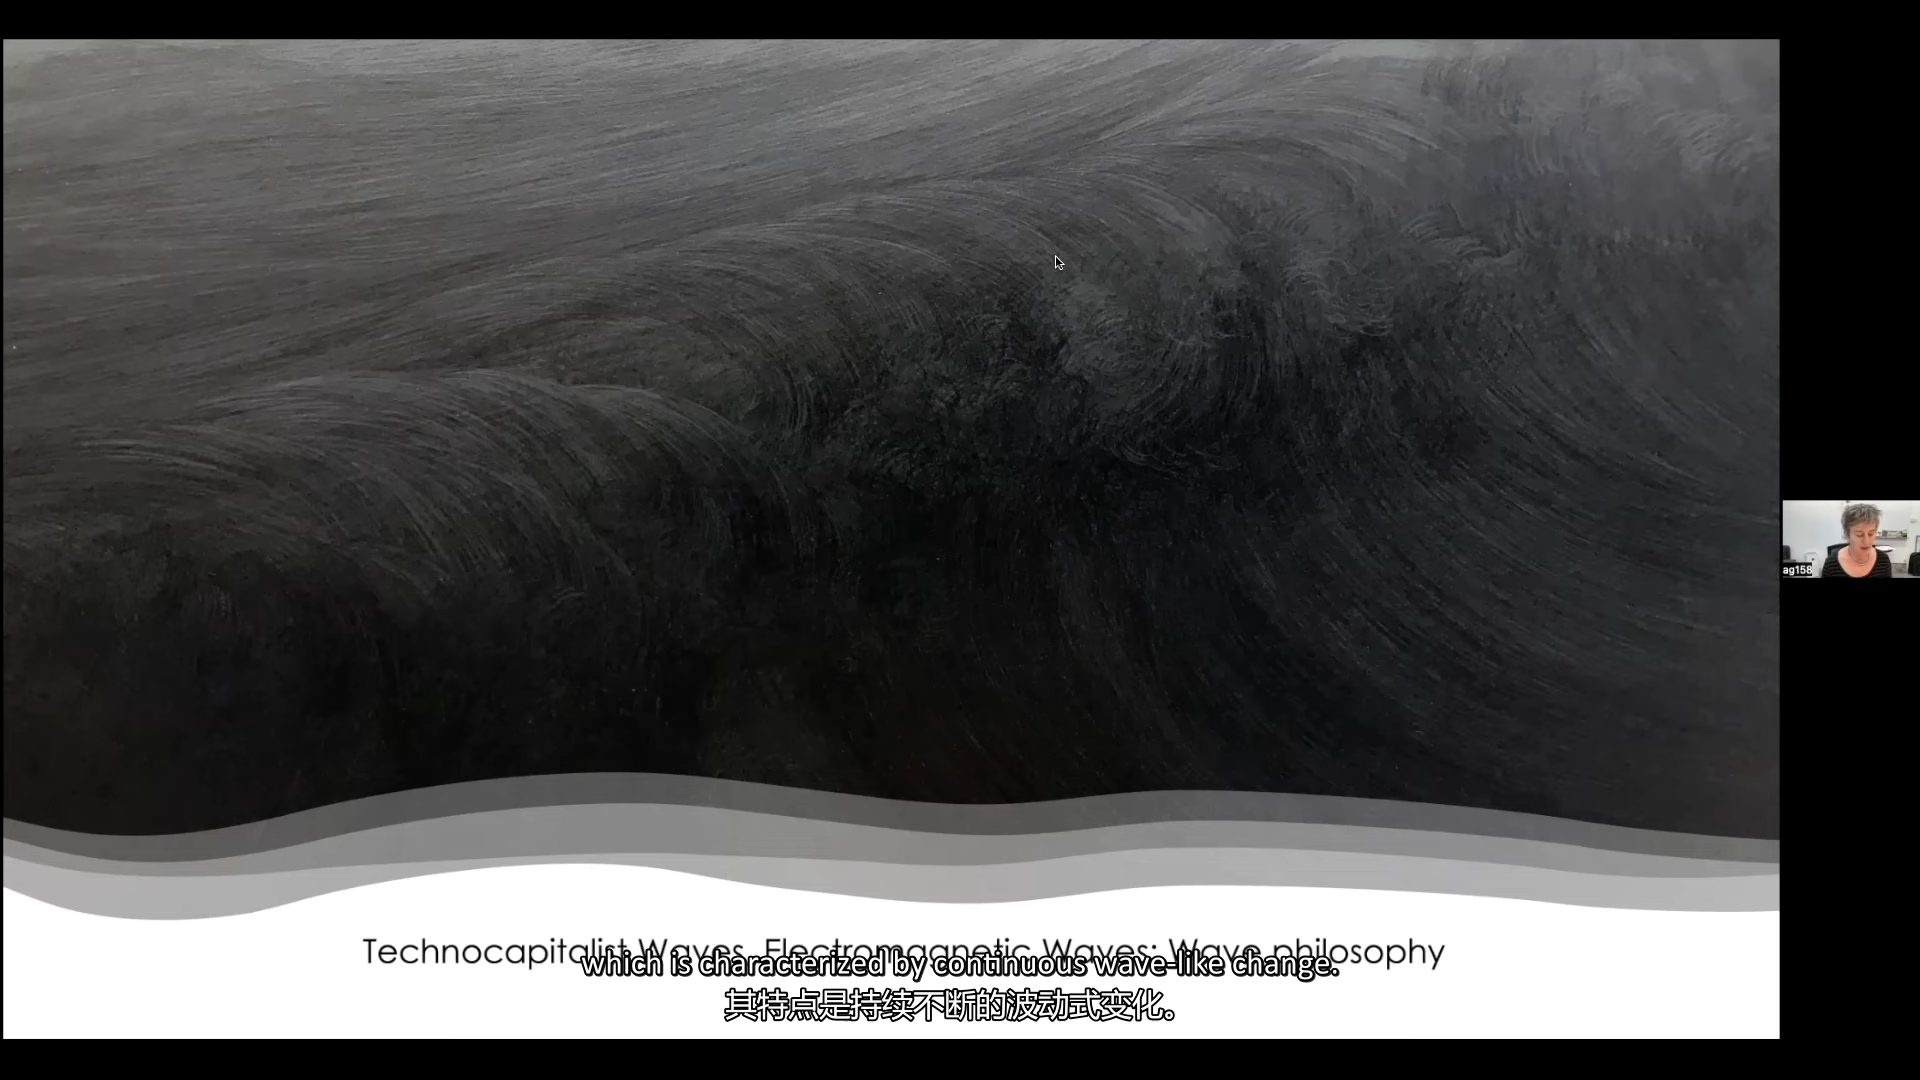 ag158
Technocapitalist Waves, Electromagnetic Waves: Wave philosophy
which is characterized by continuous wave-like change.
其特点是持续不断的波动式变化。